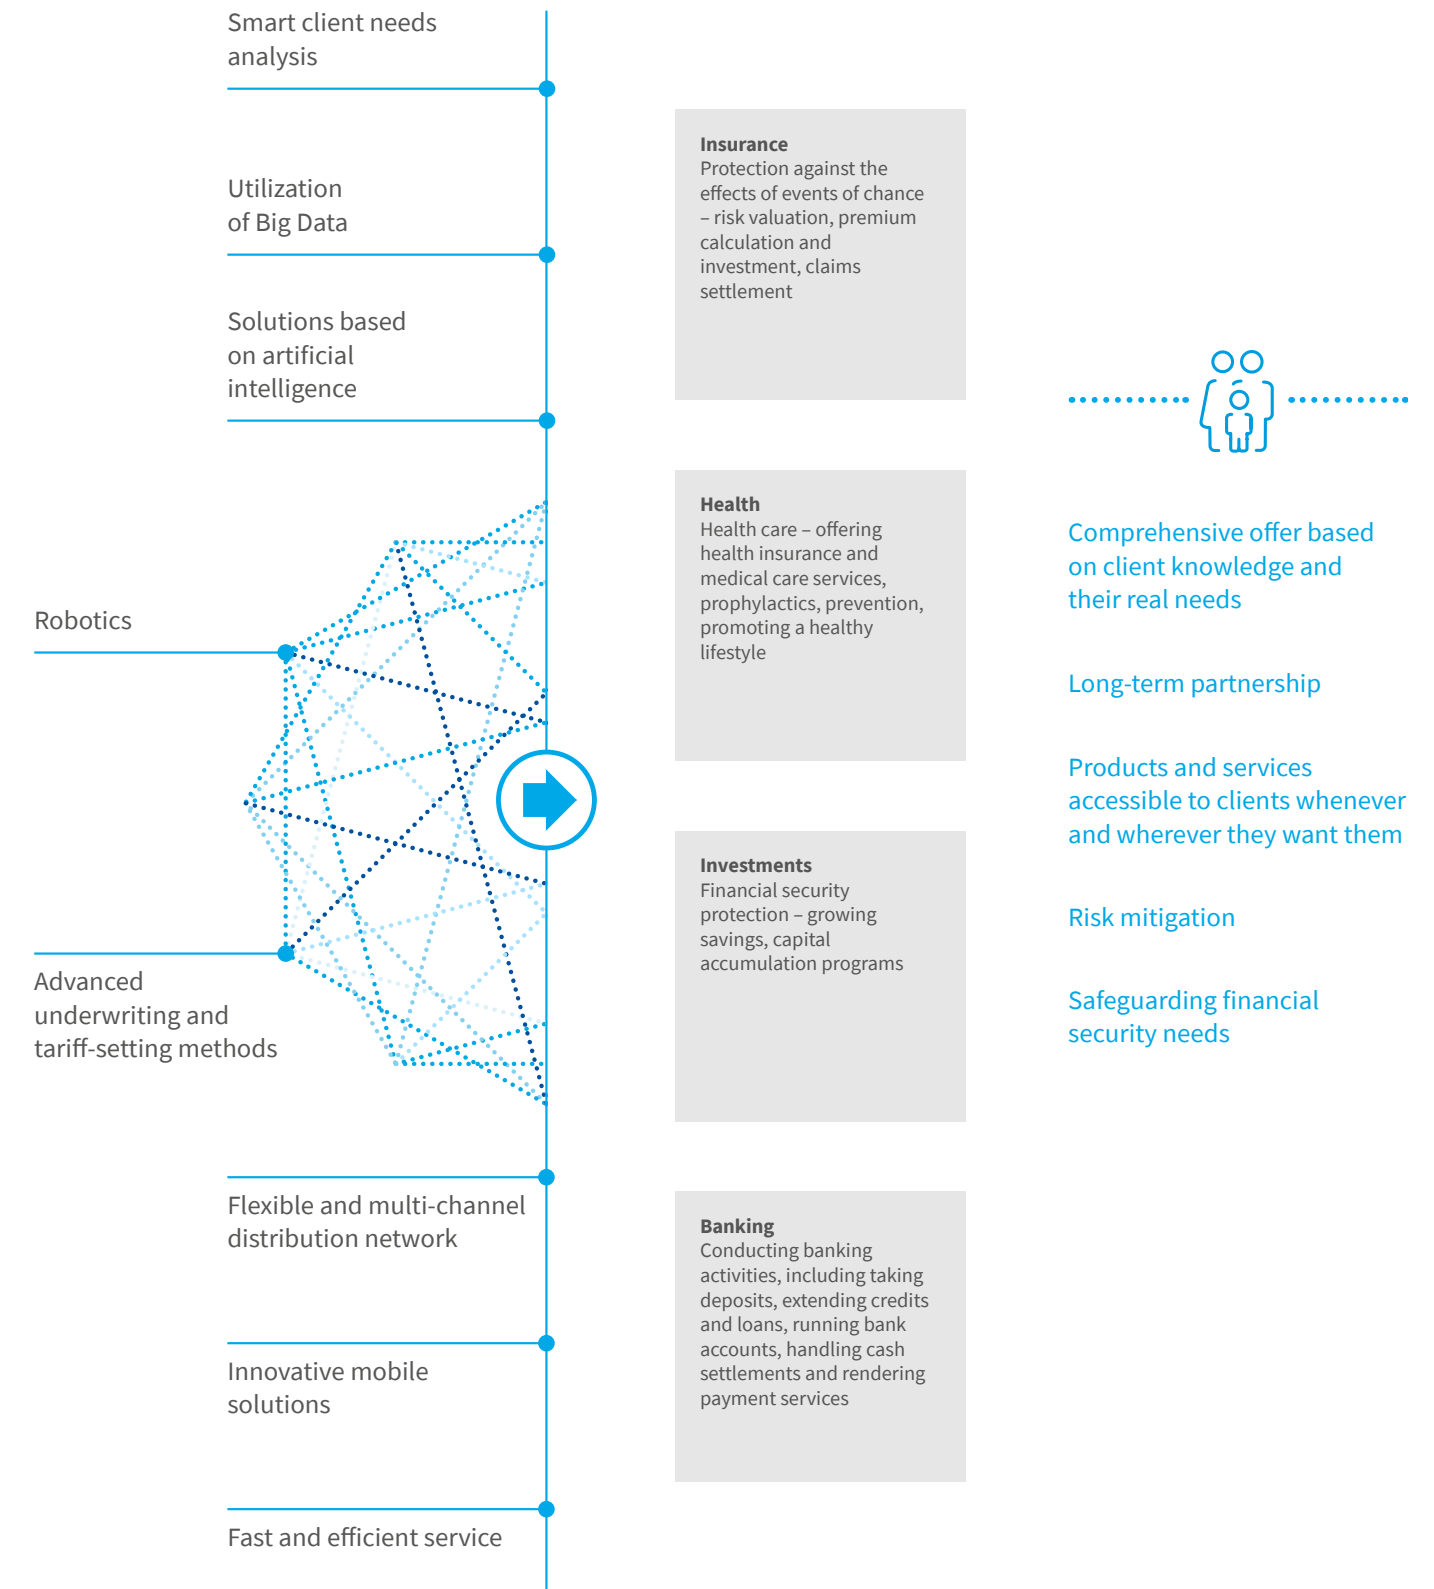 Smart client needs
analysis
Utilization
of Big Data
Solutions based
on artificial
intelligence
Robotics
Advanced
underwriting and
tariff-setting methods
Flexible and multi-channel
distribution network
Innovative mobile
solutions
Fast and efficient service
Insurance
Protection against the
effects of events of chance
– risk valuation, premium
calculation and
investment, claims
settlement
Health
Health care – offering
health insurance and
medical care services,
prophylactics, prevention,
promoting a healthy
lifestyle
Investments
Financial security
protection – growing
savings, capital
accumulation programs
Banking
Conducting banking
activities, including taking
deposits, extending credits
and loans, running bank
accounts, handling cash
settlements and rendering
payment services
Comprehensive offer based
on client knowledge and
their real needs
Long-term partnership
Products and services
accessible to clients whenever
and wherever they want them
Risk mitigation
Safeguarding financial
security needs